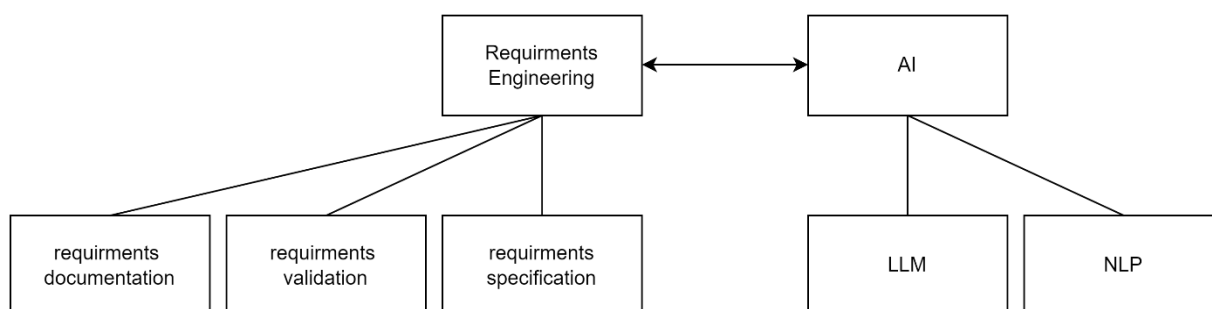 Requirments
Engineering
AI
requirments
documentation
requirments
validation
requirments
specification
LLM
NLP